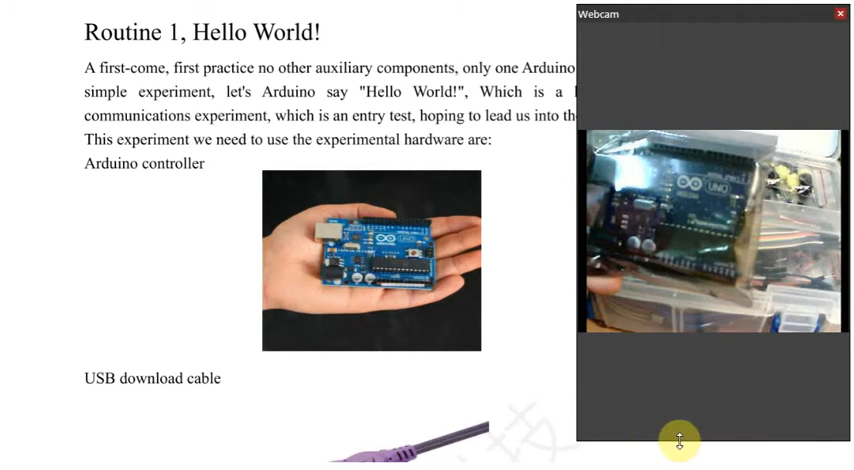 Routine 1, Hello World!
A first-come, first practice no other auxiliary components, only one Arduino
simple experiment, let's Arduino say "Hello World!", Which is a
communications experiment, which is an entry test, hoping to lead us into
This experiment we need to use the experimental hardware are:
Arduino controller
USB download cable
技
Webcam
UNO